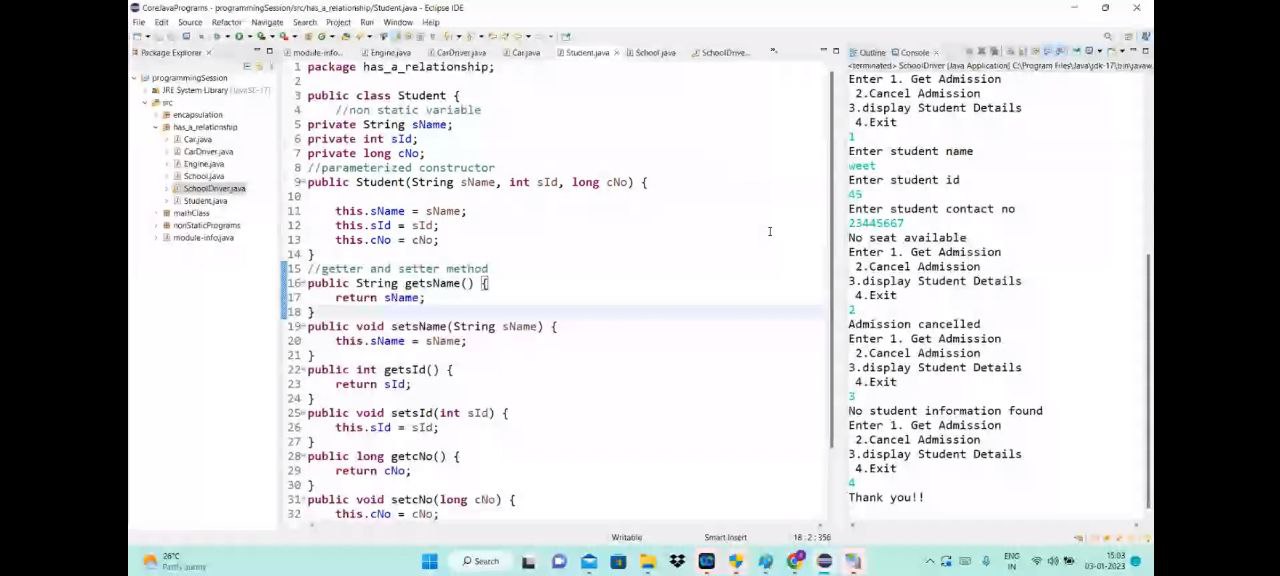 CoreJavaPrograms - programmingSession/src/has_a_relationship/Student.java - Eclipse IDE
File Edit Source Refactor Navigate Search Project Run Window Help
Package Explorer
module-info...
Engine.java
CarDriver.java
Car.java
Student.java
School.java
SchoolDrive...
Outline
Console
programmingSession
JRE System Library [JavaSE-17]
src
encapsulation
has_a_relationship
Car.java
CarDriver.java
Engine.java
School.java
SchoolDriver.java
Student.java
mathClass
nonStaticPrograms
module-info.java
1 package has_a_relationship;
2
3 public class Student {
4 //non static variable
5 private String sName;
6 private int sId;
7 private long cNo;
8 //parameterized constructor
9 public Student(String sName, int sId, long cNo) {
10
11 this.sName = sName;
12 this.sId = sId;
13 this.cNo = cNo;
14 }
15 //getter and setter method
16 public String getsName() {
17 return sName;
18 }
19 public void setsName(String sName) {
20 this.sName = sName;
21 }
22 public int getsId() {
23 return sId;
24 }
25 public void setsId(int sId) {
26 this.sId = sId;
27 }
28 public long getcNo() {
29 return cNo;
30 }
31 public void setcNo(long cNo) {
32 this.cNo = cNo;
<terminated> SchoolDriver [Java Application] C:\Program Files\Java\jdk-17\bin\javaw
Enter 1. Get Admission
2.Cancel Admission
3.display Student Details
4.Exit
1
Enter student name
weet
Enter student id
45
Enter student contact no
23445667
No seat available
Enter 1. Get Admission
2.Cancel Admission
3.display Student Details
4.Exit
2
Admission cancelled
Enter 1. Get Admission
2.Cancel Admission
3.display Student Details
4.Exit
3
No student information found
Enter 1. Get Admission
2.Cancel Admission
3.display Student Details
4.Exit
4
Thank you!!
Writable
Smart Insert
18 : 2 : 356
26°C
Partly sunny
Search
ENG
IN
15:03
03-01-2023